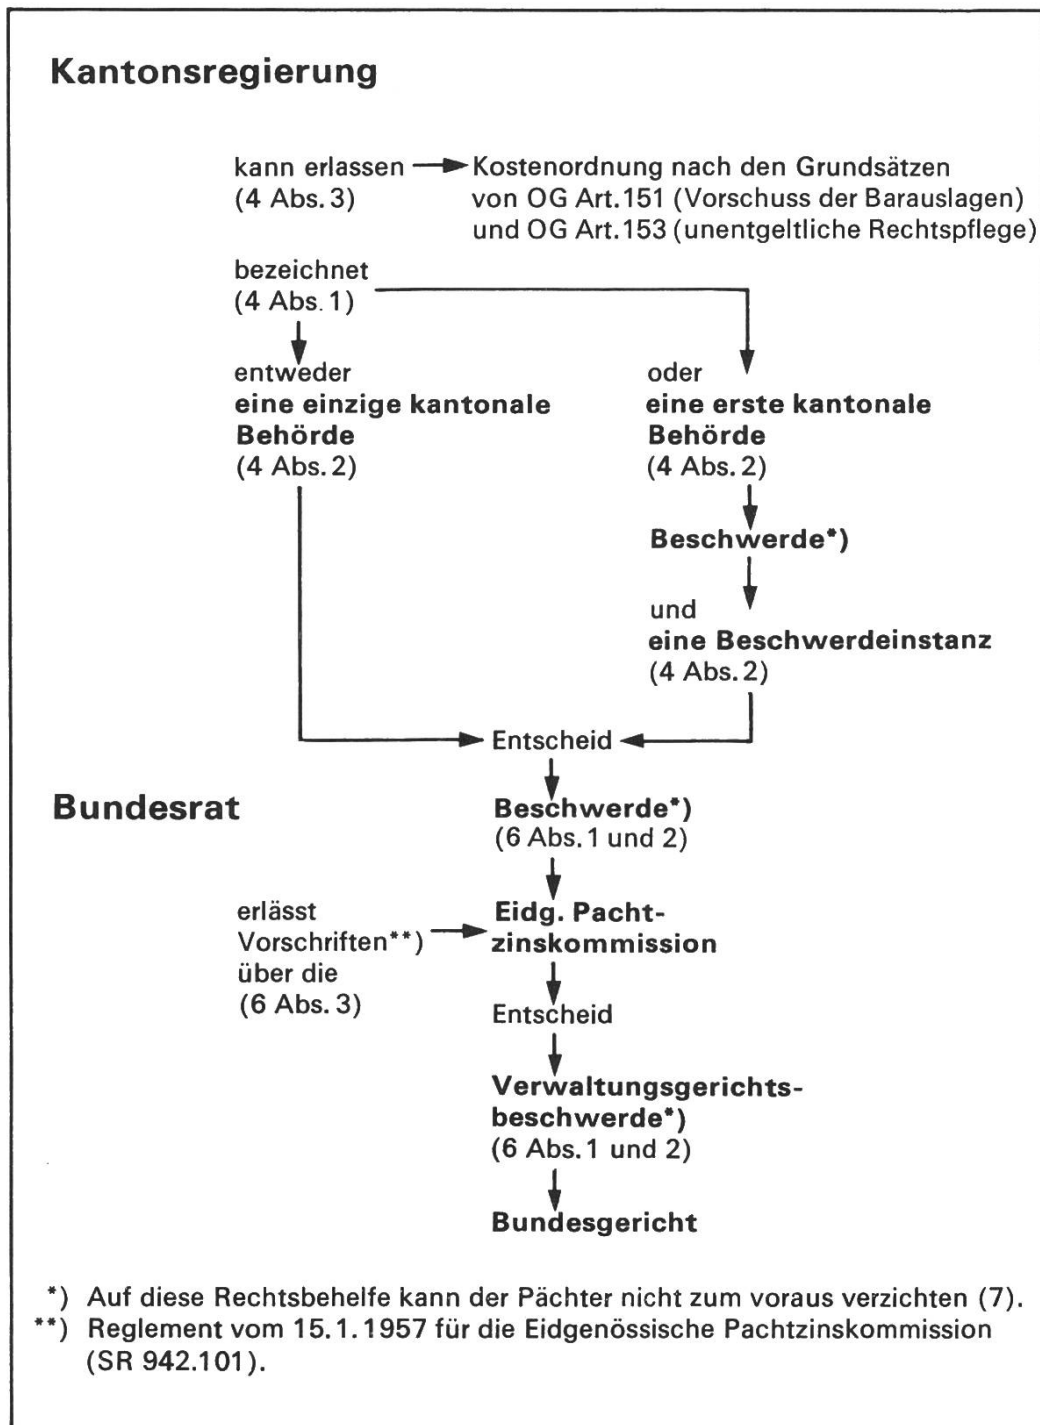 Kantonsregierung
kann erlassen
(4 Abs. 3)
Kostenordnung nach den Grundsätzen
von OG Art. 151 (Vorschuss der Barauslagen)
und OG Art. 153 (unentgeltliche Rechtspflege)
bezeichnet
(4 Abs. 1)
entweder
eine einzige kantonale
Behörde
(4 Abs. 2)
oder
eine erste kantonale
Behörde
(4 Abs. 2)
Beschwerde*)
und
eine Beschwerdeinstanz
(4 Abs. 2)
Entscheid
Bundesrat
Beschwerde*)
(6 Abs. 1 und 2)
erlässt
Vorschriften**)
über die
(6 Abs. 3)
Eidg. Pacht-
zinskommission
Entscheid
Verwaltungsgerichts-
beschwerde*)
(6 Abs. 1 und 2)
Bundesgericht
*) Auf diese Rechtsbehelfe kann der Pächter nicht zum voraus verzichten (7).
**) Reglement vom 15.1.1957 für die Eidgenössische Pachtzinskommission
(SR 942.101).